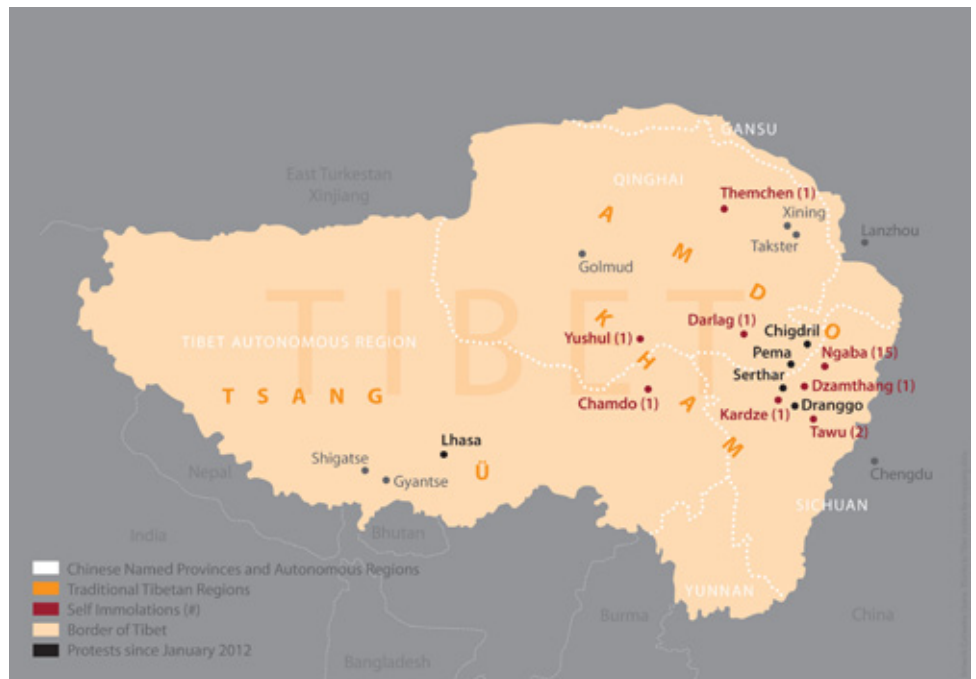 GANSU
East Turkestan
Xinjiang
QINGHAI
Themchen (1)
Xining
Takster
Lanzhou
Golmud
A
M
D
O
TIBET
TIBET AUTONOMOUS REGION
K
H
A
M
Yushul (1)
Darlag (1)
Chigdril
Pema
Ngaba (15)
Serthar
Dzamthang (1)
Chamdo (1)
Kardze (1)
Dranggo
Tawu (2)
TSANG
Lhasa
Shigatse
Gyantse
Ü
Nepal
Chengdu
SICHUAN
India
Bhutan
YUNNAN
Burma
China
Bangladesh
Chinese Named Provinces and Autonomous Regions
Traditional Tibetan Regions
Self Immolations (#)
Border of Tibet
Protests since January 2012